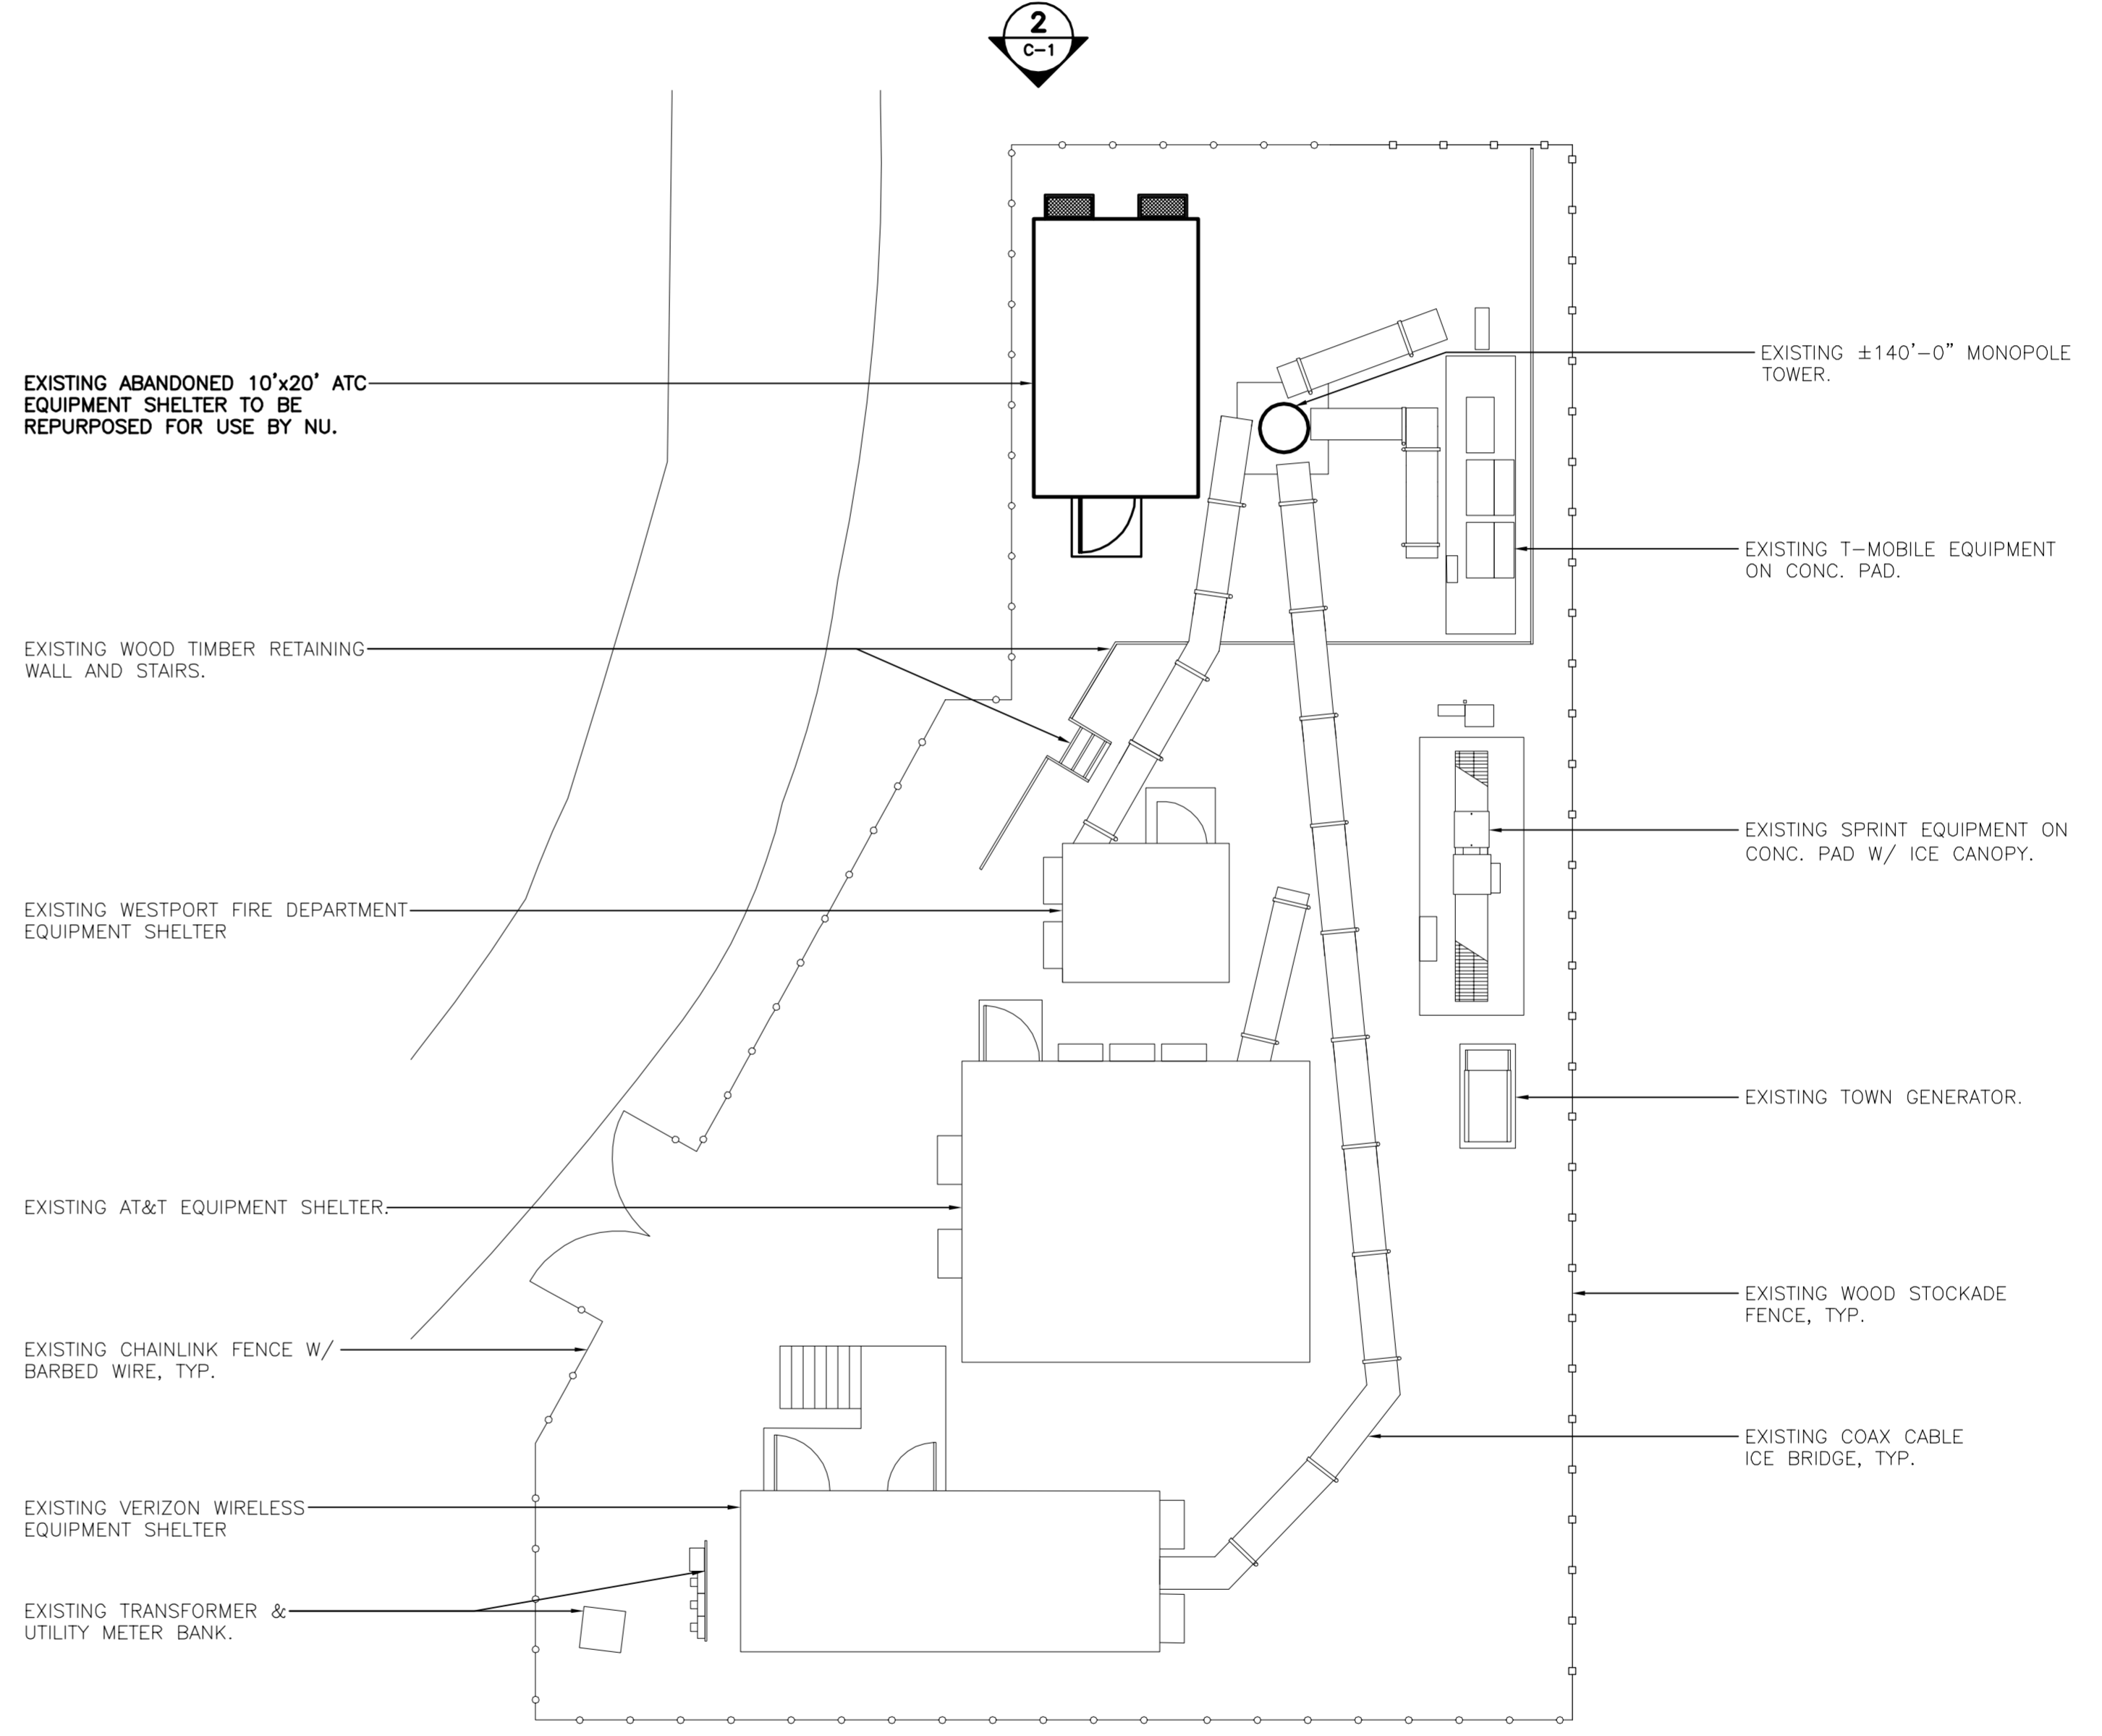 2
C-1
EXISTING ABANDONED 10'x20' ATC
EQUIPMENT SHELTER TO BE
REPURPOSED FOR USE BY NU.
EXISTING WOOD TIMBER RETAINING
WALL AND STAIRS.
EXISTING WESTPORT FIRE DEPARTMENT
EQUIPMENT SHELTER
EXISTING AT&T EQUIPMENT SHELTER.
EXISTING CHAINLINK FENCE W/
BARBED WIRE, TYP.
EXISTING VERIZON WIRELESS
EQUIPMENT SHELTER
EXISTING TRANSFORMER &
UTILITY METER BANK.
EXISTING ±140'-0" MONOPOLE
TOWER.
EXISTING T-MOBILE EQUIPMENT
ON CONC. PAD.
EXISTING SPRINT EQUIPMENT ON
CONC. PAD W/ ICE CANOPY.
EXISTING TOWN GENERATOR.
EXISTING WOOD STOCKADE
FENCE, TYP.
EXISTING COAX CABLE
ICE BRIDGE, TYP.